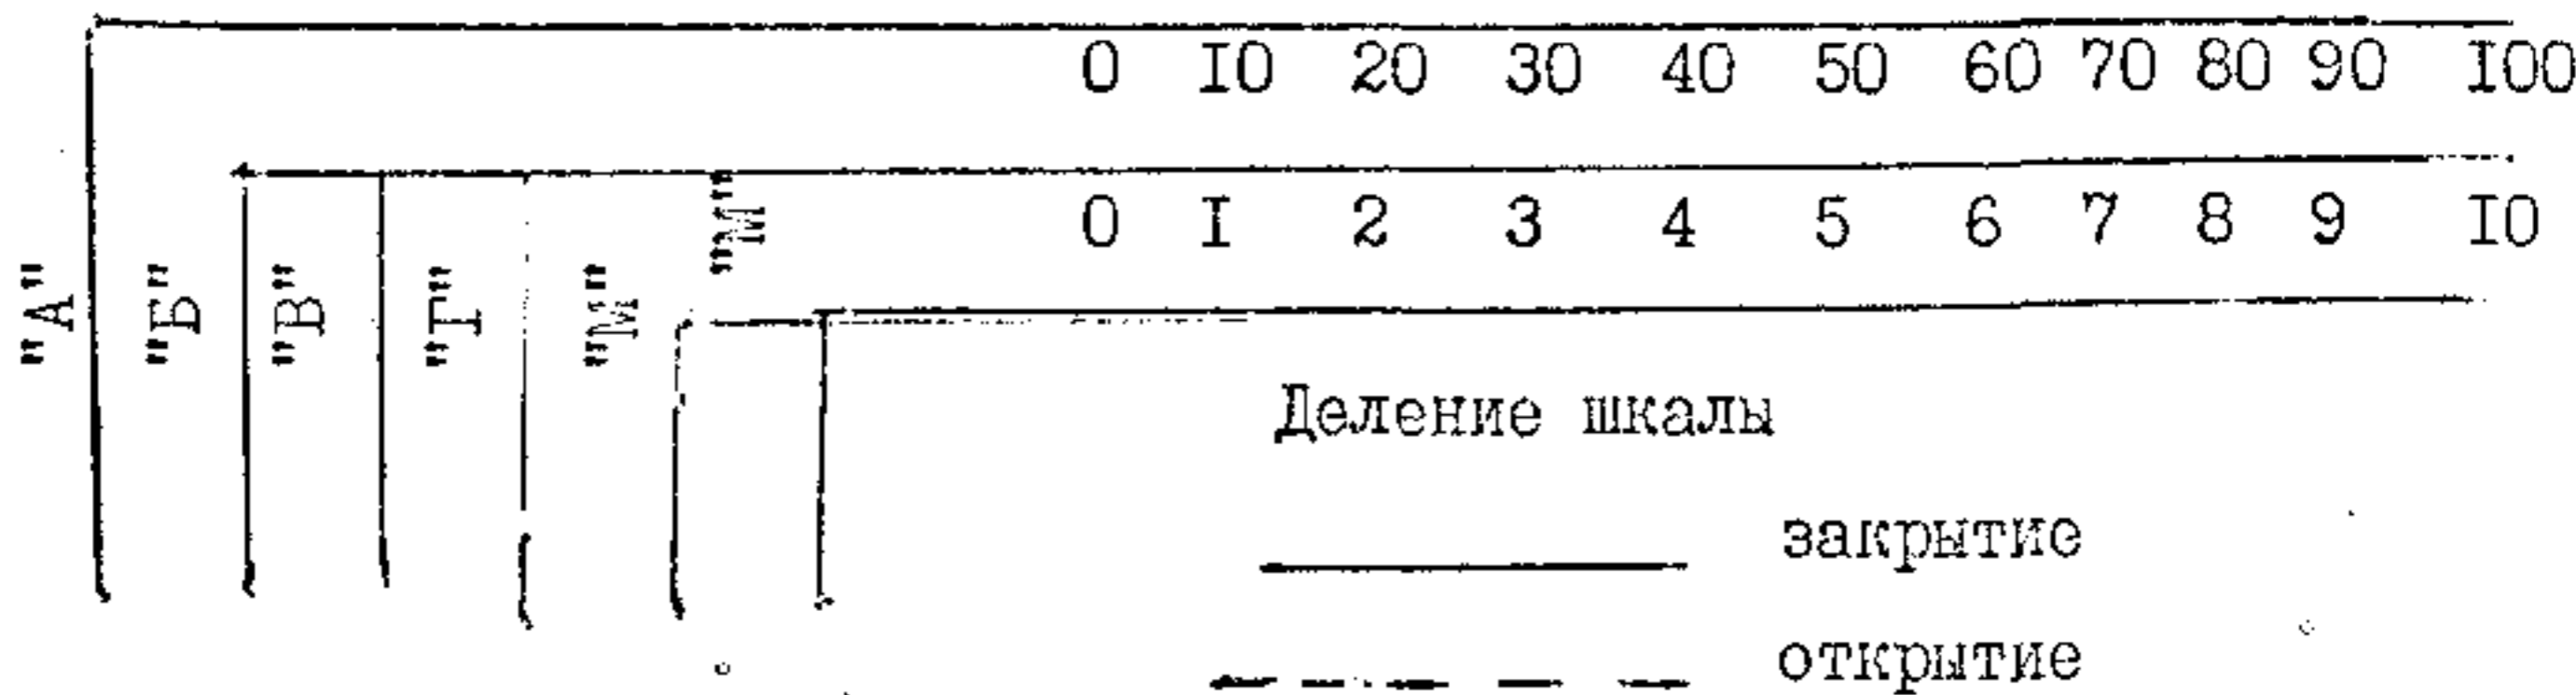 0 I0 20 30 40 50 60 70 80 90 I00
"М"
0 I 2 3 4 5 6 7 8 9 I0
"А" "Б" "В" "Г" "М"
Деление шкалы
закрытие
открытие